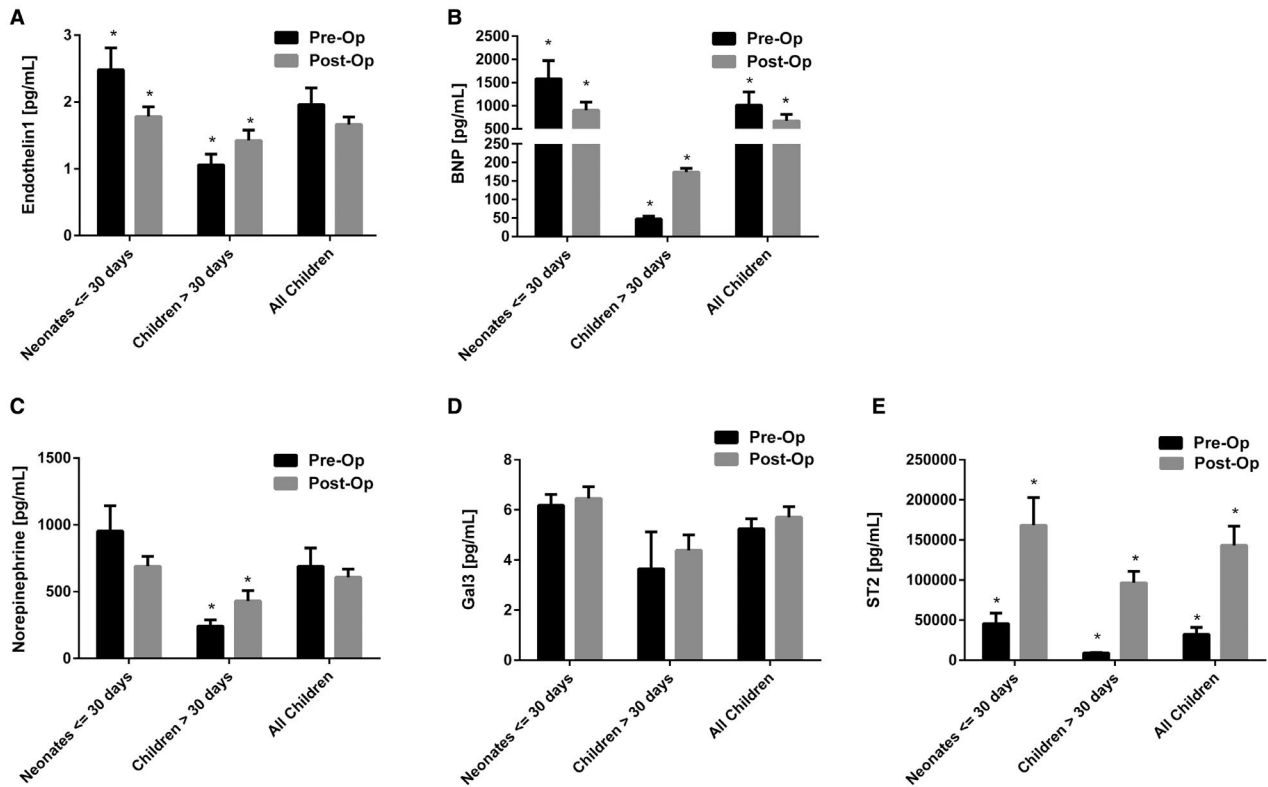 A
Endothelin1 [pg/mL]
3
2
1
0
Pre-Op
Post-Op
*
*
*
*
Neonates <= 30 days
Children > 30 days
All Children
B
BNP [pg/mL]
2500
2000
1500
1000
500
250
200
150
100
50
0
Pre-Op
Post-Op
*
*
*
*
*
*
Neonates <= 30 days
Children > 30 days
All Children
C
Norepinephrine [pg/mL]
1500
1000
500
0
Pre-Op
Post-Op
*
*
Neonates <= 30 days
Children > 30 days
All Children
D
Gal3 [pg/mL]
8
6
4
2
0
Pre-Op
Post-Op
Neonates <= 30 days
Children > 30 days
All Children
E
ST2 [pg/mL]
250000
200000
150000
100000
50000
0
Pre-Op
Post-Op
*
*
*
*
*
*
Neonates <= 30 days
Children > 30 days
All Children